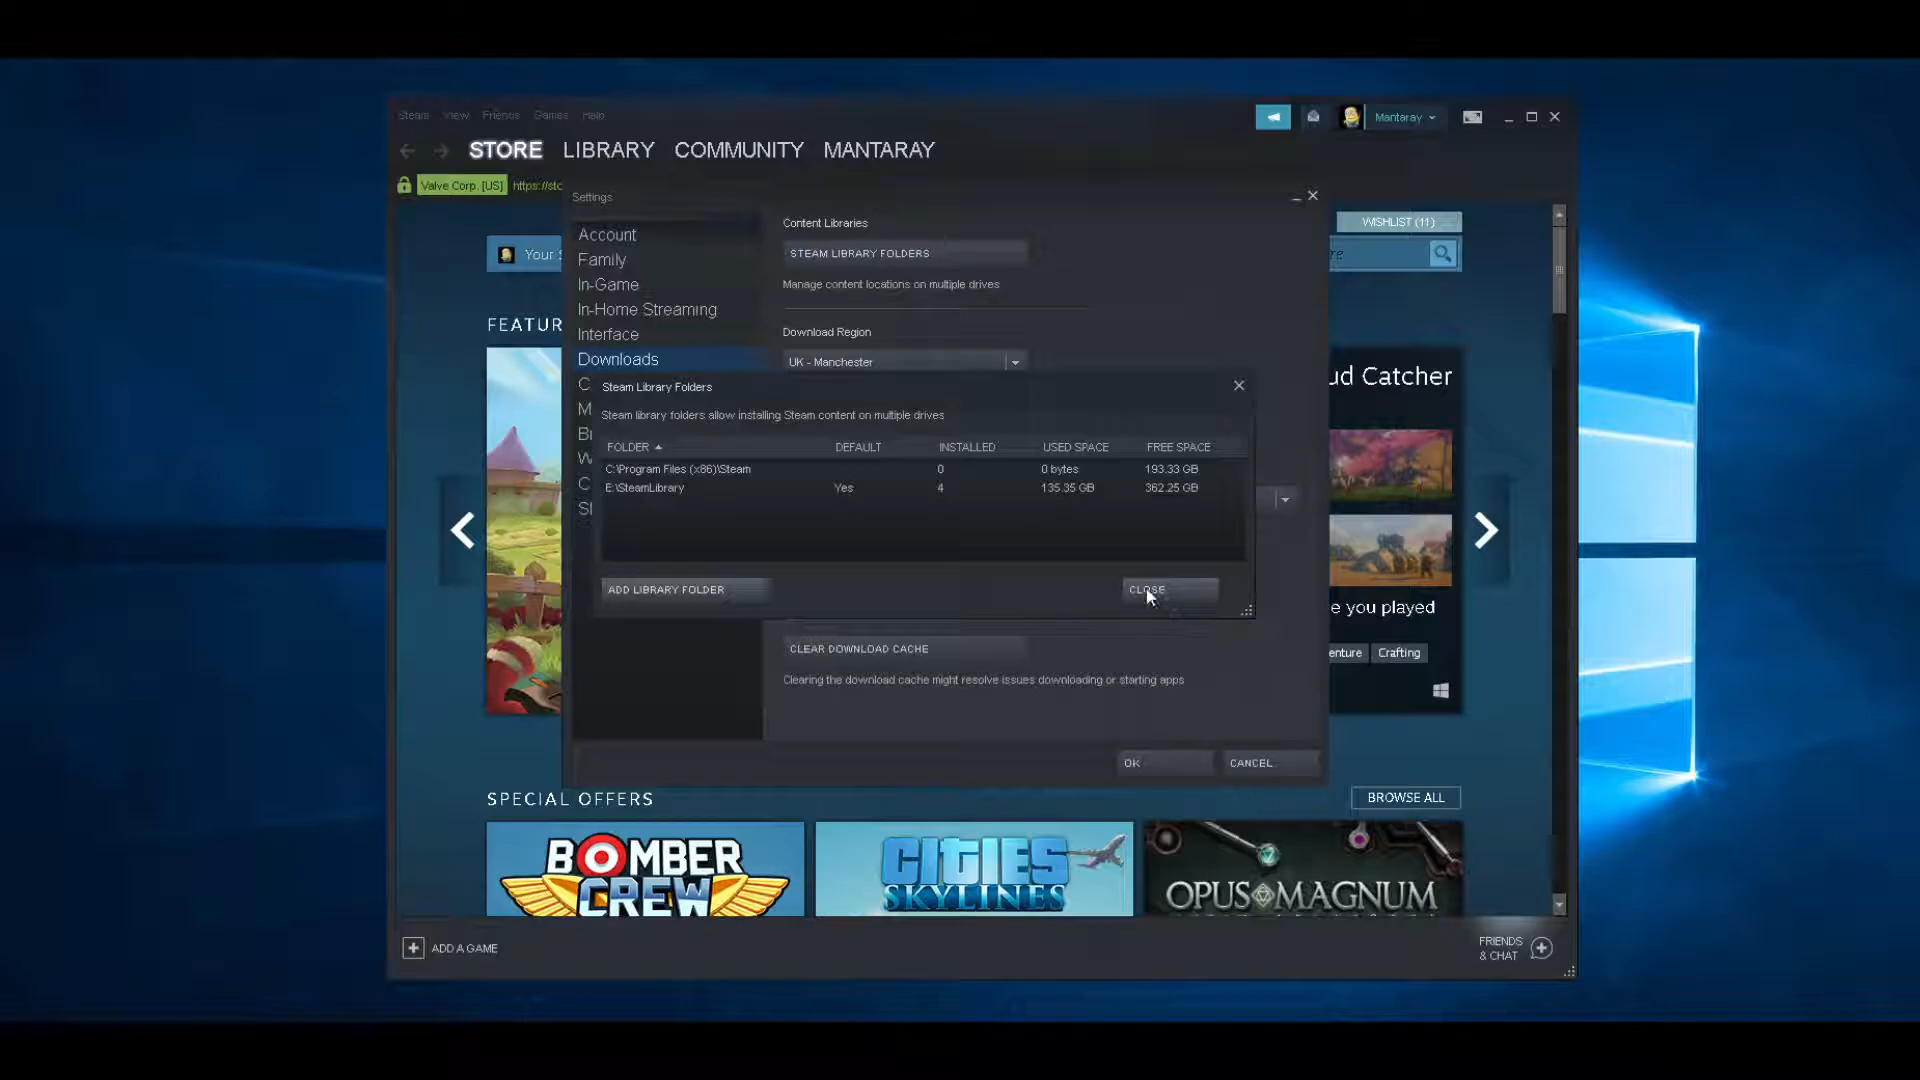 Steam View Friends Games Help
Mantaray
STORE LIBRARY COMMUNITY MANTARAY
Valve Corp. [US] https://sto
Settings
WISHLIST (11)
Your S
re
Account
Family
In-Game
In-Home Streaming
Interface
Downloads
C
M
Br
W
C
Sl
Content Libraries
STEAM LIBRARY FOLDERS
Manage content locations on multiple drives
Download Region
UK - Manchester
FEATUR
ud Catcher
Steam Library Folders
Steam library folders allow installing Steam content on multiple drives
FOLDER DEFAULT INSTALLED USED SPACE FREE SPACE
C:\Program Files (x86)\Steam 0 0 bytes 193.33 GB
E:\SteamLibrary Yes 4 135.35 GB 362.25 GB
ADD LIBRARY FOLDER CLOSE
e you played
enture Crafting
CLEAR DOWNLOAD CACHE
Clearing the download cache might resolve issues downloading or starting apps
OK CANCEL
SPECIAL OFFERS
BROWSE ALL
BOMBER CREW
CITIES SKYLINES
OPUS MAGNUM
ADD A GAME
FRIENDS
& CHAT